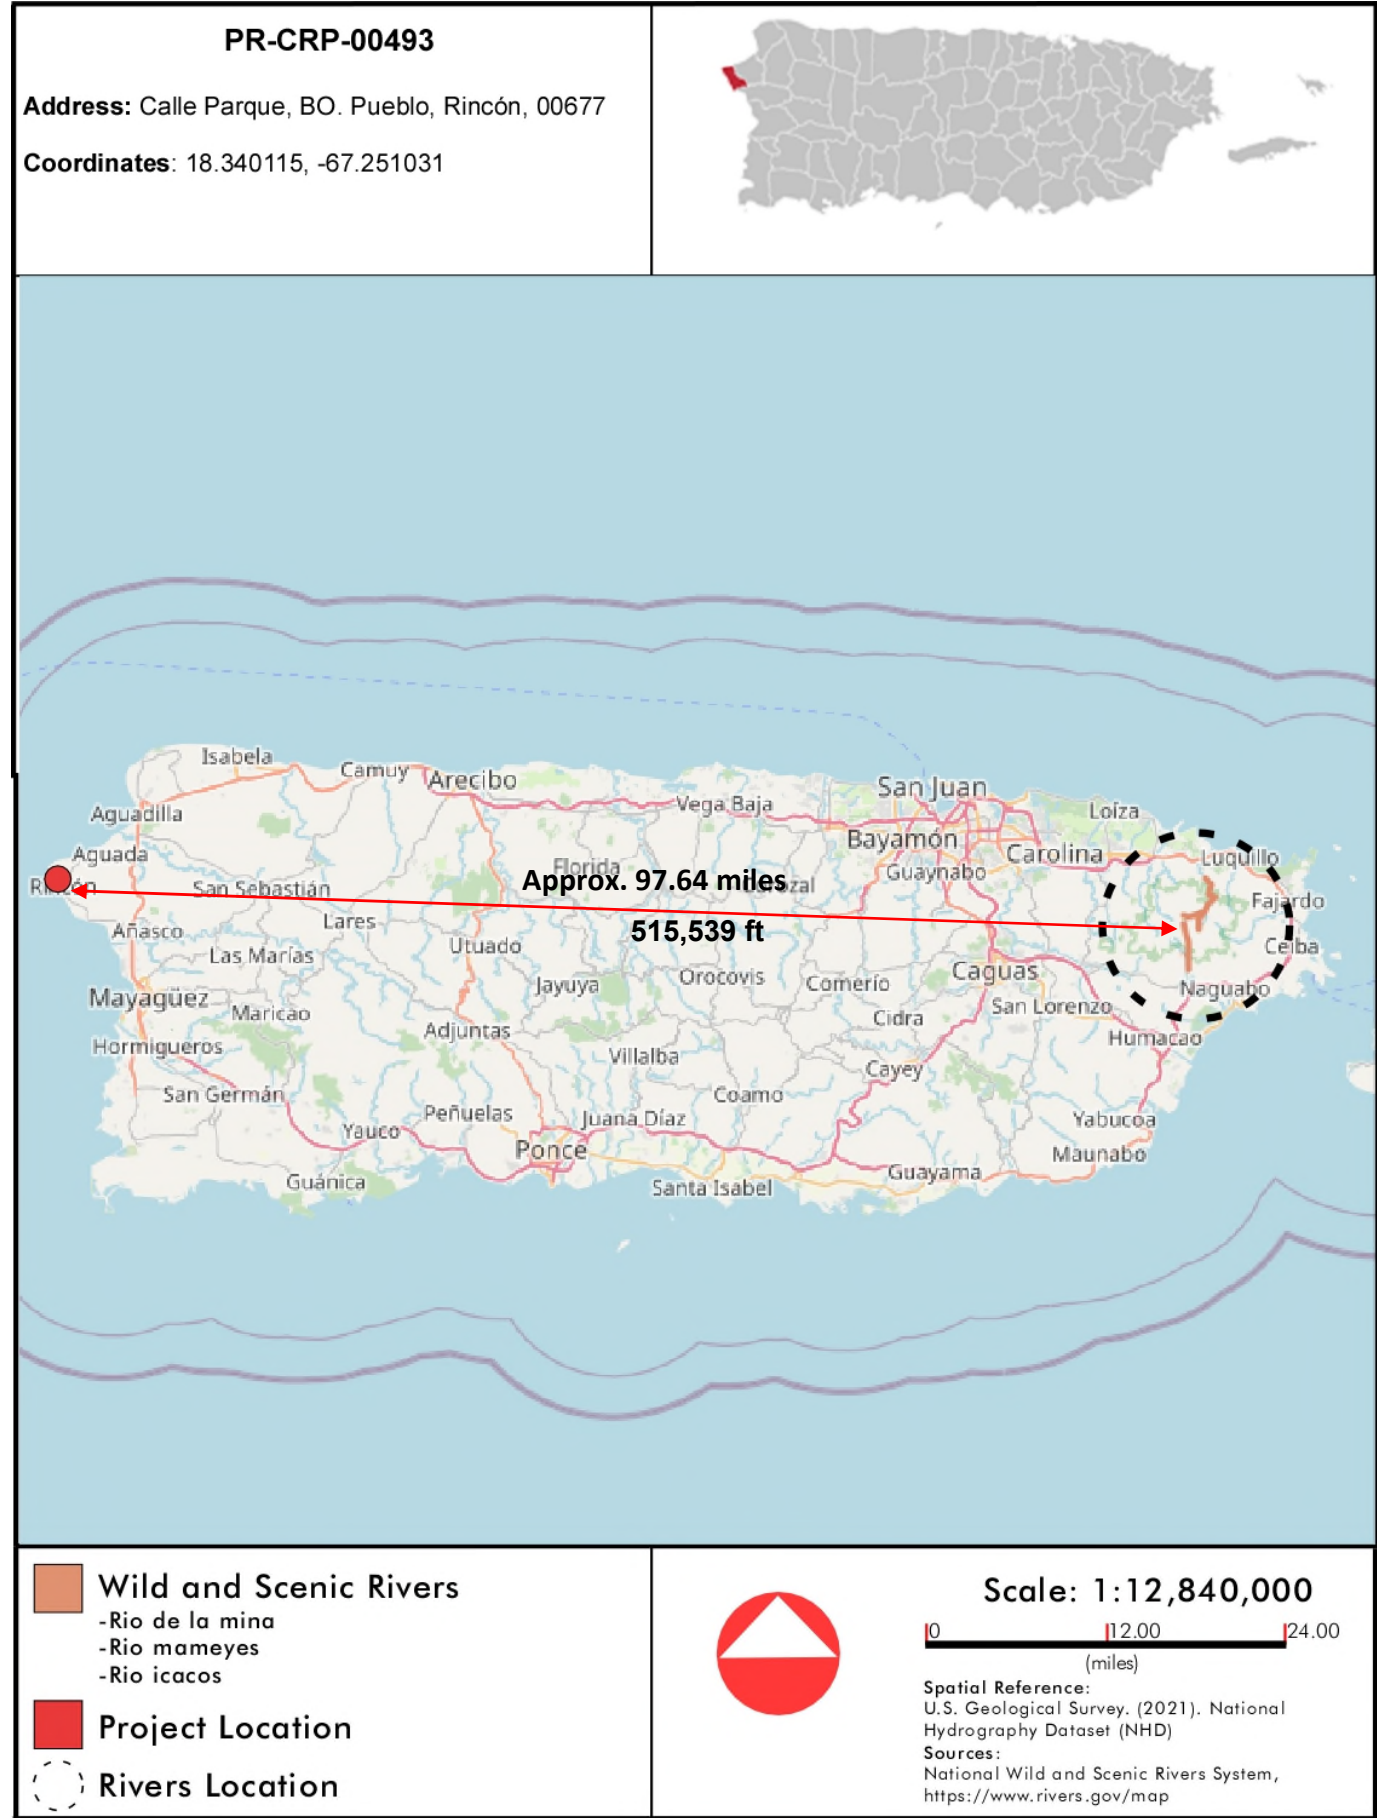 PR-CRP-00493
Address: Calle Parque, BO. Pueblo, Rincón, 00677
Coordinates: 18.340115, -67.251031
Isabela
Camuy
Arecibo
San Juan
Vega Baja
Loíza
Aguadilla
Bayamón
Carolina
Luquillo
Aguada
Florida
Guaynabo
Rincón
San Sebastián
Approx. 97.64 miles
Fajardo
Lares
515,539 ft
Añasco
Utuado
Ceiba
Las Marías
Jayuya
Orocovis
Comerío
Caguas
Naguabo
Mayagüez
Maricao
San Lorenzo
Cidra
Adjuntas
Humacao
Hormigueros
Villalba
Cayey
San Germán
Coamo
Peñuelas
Juana Díaz
Yabucoa
Yauco
Ponce
Maunabo
Guánica
Santa Isabel
Guayama
Wild and Scenic Rivers
-Rio de la mina
-Rio mameyes
-Rio icacos
Project Location
Rivers Location
Scale: 1:12,840,000
0 12.00 24.00
(miles)
Spatial Reference:
U.S. Geological Survey. (2021). National
Hydrography Dataset (NHD)
Sources:
National Wild and Scenic Rivers System,
https://www.rivers.gov/map